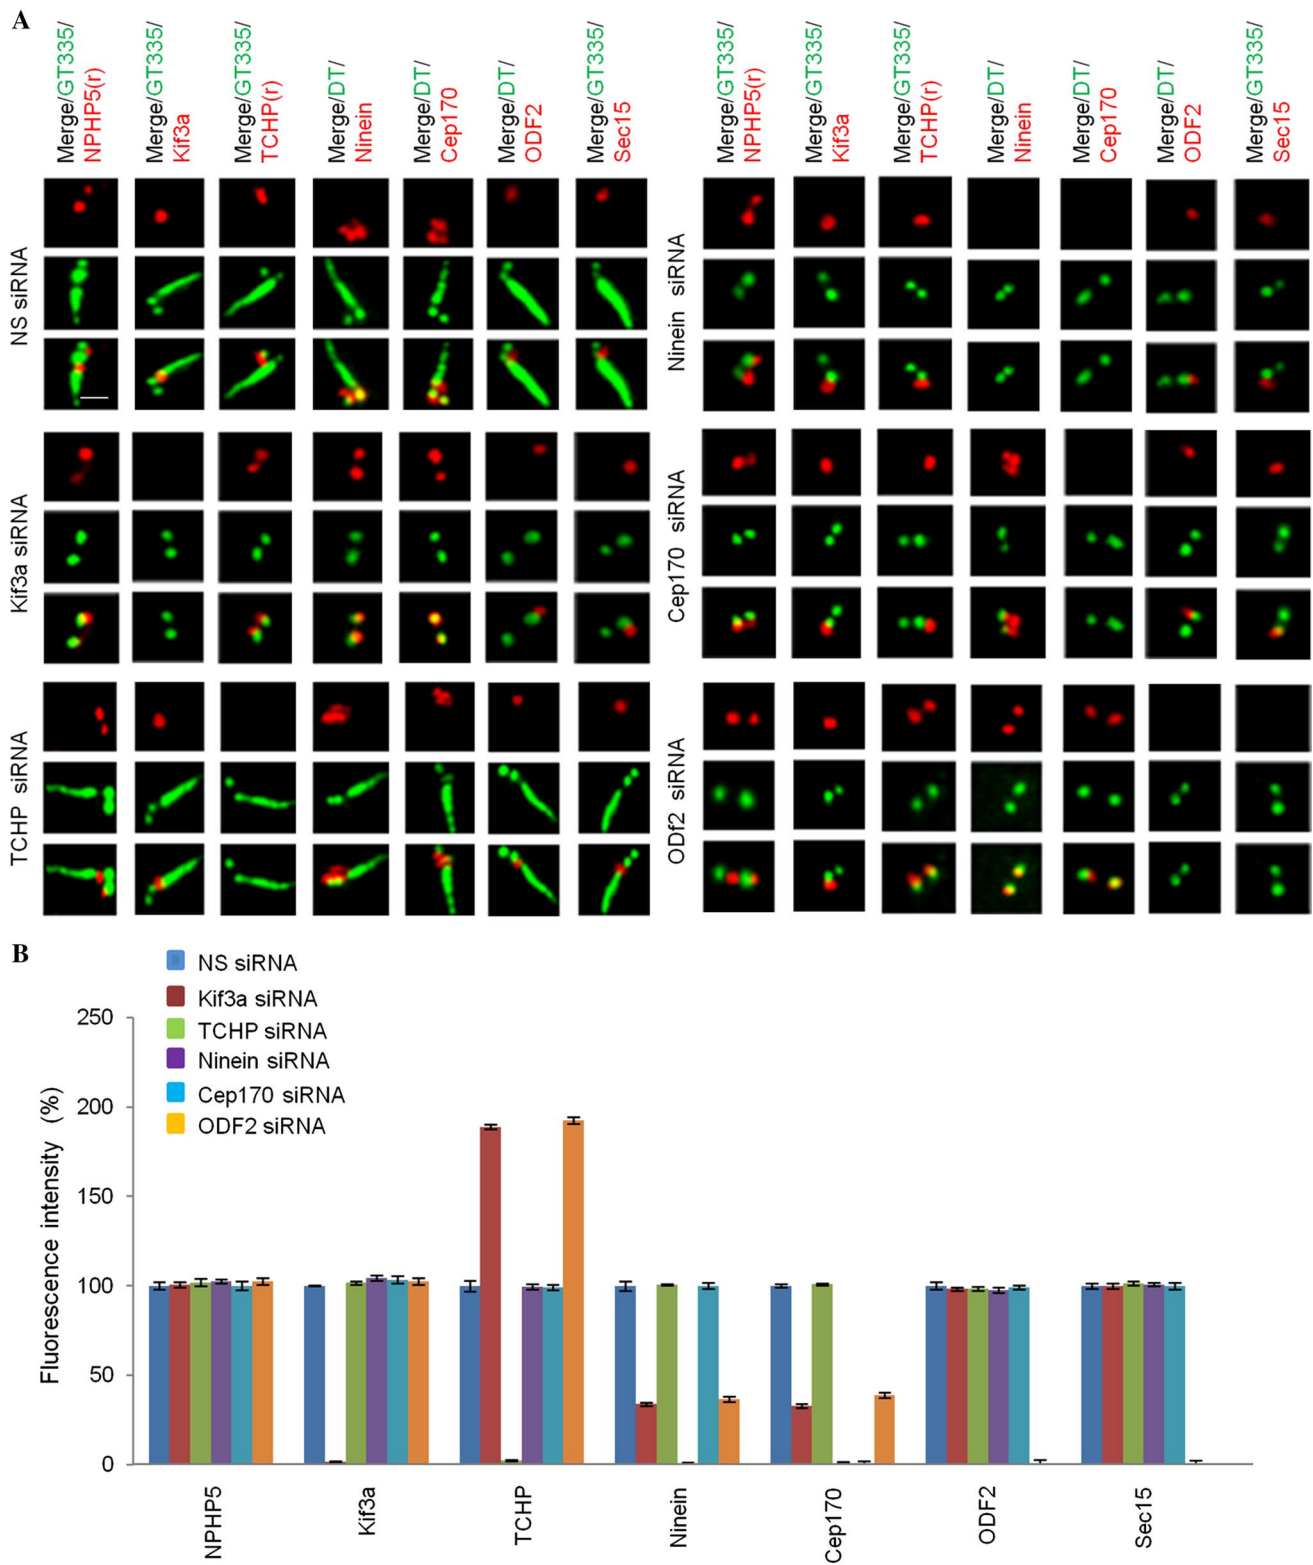 A
Merge/GT335/
NPHP5(r)
Merge/GT335/
Kif3a
Merge/GT335/
TCHP(r)
Merge/DT/
Ninein
Merge/DT/
Cep170
Merge/DT/
ODF2
Merge/GT335/
Sec15
Merge/GT335/
NPHP5(r)
Merge/GT335/
Kif3a
Merge/GT335/
TCHP(r)
Merge/DT/
Ninein
Merge/DT/
Cep170
Merge/DT/
ODF2
Merge/GT335/
Sec15
NS siRNA
Ninein siRNA
Kif3a siRNA
Cep170 siRNA
TCHP siRNA
ODf2 siRNA
B
NS siRNA
Kif3a siRNA
TCHP siRNA
Ninein siRNA
Cep170 siRNA
ODF2 siRNA
Fluorescence intensity (%)
250
200
150
100
50
0
NPHP5
Kif3a
TCHP
Ninein
Cep170
ODF2
Sec15